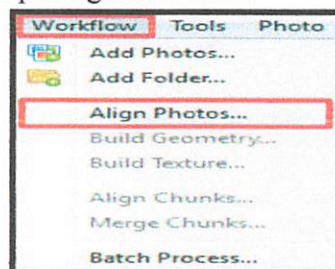 Workflow Tools Photo
Add Photos...
Add Folder...
Align Photos...
Build Geometry...
Build Texture...
Align Chunks...
Merge Chunks...
Batch Process...